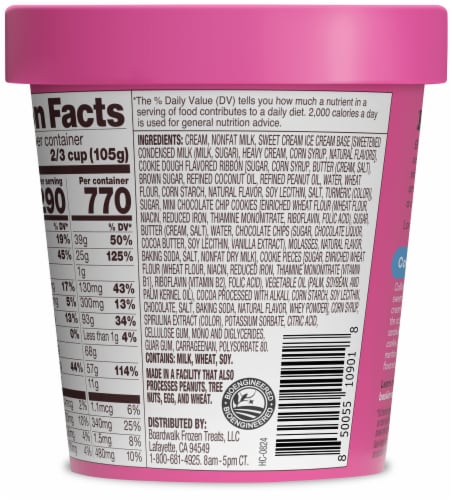 n Facts
er container
2/3 cup (105g)
er serving Per container
290 770
% DV* % DV*
19% 39g 50%
45% 25g 125%
1g
17% 130mg 43%
5% 300mg 13%
13% 93g 34%
0% Less than 1g 4%
68g
44% 57g 114%
11g
2% 1.1mcg 6%
340mg 25%
4% 1.5mg 8%
4% 480mg 10%
*The % Daily Value (DV) tells you how much a nutrient in a
serving of food contributes to a daily diet. 2,000 calories a day
is used for general nutrition advice.
INGREDIENTS: CREAM, NONFAT MILK, SWEET CREAM ICE CREAM BASE (SWEETENED
CONDENSED MILK (MILK, SUGAR), HEAVY CREAM, CORN SYRUP, NATURAL FLAVORS),
COOKIE DOUGH FLAVORED RIBBON (SUGAR, CORN SYRUP, BUTTER (CREAM, SALT),
BROWN SUGAR, REFINED COCONUT OIL, REFINED PEANUT OIL, WATER, WHEAT
FLOUR, CORN STARCH, NATURAL FLAVOR, SOY LECITHIN, SALT, TURMERIC (COLOR)),
SUGAR, MINI CHOCOLATE CHIP COOKIES (ENRICHED WHEAT FLOUR (WHEAT FLOUR,
NIACIN, REDUCED IRON, THIAMINE MONONITRATE, RIBOFLAVIN, FOLIC ACID), SUGAR,
BUTTER (CREAM, SALT), WATER, CHOCOLATE CHIPS (SUGAR, CHOCOLATE LIQUOR,
COCOA BUTTER, SOY LECITHIN, VANILLA EXTRACT), MOLASSES, NATURAL FLAVOR,
BAKING SODA, SALT, NONFAT DRY MILK), COOKIE PIECES (SUGAR, ENRICHED WHEAT
FLOUR (WHEAT FLOUR, NIACIN, REDUCED IRON, THIAMINE MONONITRATE (VITAMIN
B1), RIBOFLAVIN (VITAMIN B2), FOLIC ACID), VEGETABLE OIL (PALM, SOYBEAN, AND
PALM KERNEL OIL), COCOA PROCESSED WITH ALKALI, CORN STARCH, SOY LECITHIN,
CHOCOLATE, SALT, BAKING SODA, NATURAL FLAVOR, WHEY POWDER), CORN SYRUP,
SPIRULINA EXTRACT (COLOR), POTASSIUM SORBATE, CITRIC ACID,
CELLULOSE GUM, MONO AND DIGLYCERIDES,
GUAR GUM, CARRAGEENAN, POLYSORBATE 80.
CONTAINS: MILK, WHEAT, SOY.
MADE IN A FACILITY THAT ALSO
PROCESSES PEANUTS, TREE
NUTS, EGG, AND WHEAT.
BIOENGINEERED
BIOENGINEERED
DISTRIBUTED BY:
Boardwalk Frozen Treats, LLC
Lafayette, CA 94549
1-800-681-4925. 8am-5pm CT.
HC-0824
8 50055 10901 8